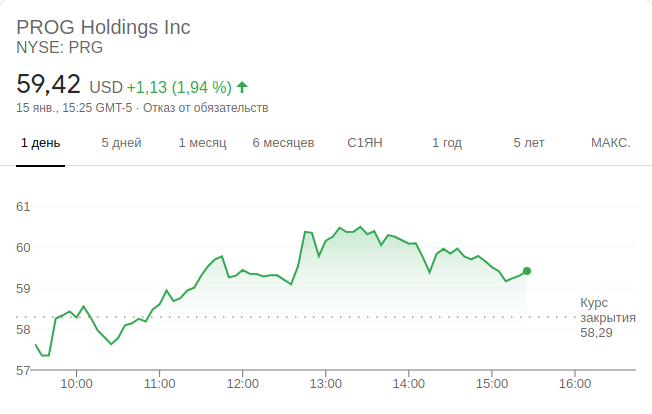 PROG Holdings Inc
NYSE: PRG
59,42 USD +1,13 (1,94 %)
15 янв., 15:25 GMT-5 · Отказ от обязательств
1 день 5 дней 1 месяц 6 месяцев С1ЯН 1 год 5 лет МАКС.
61
60
59
Курс
закрытия
58,29
58
57
10:00 11:00 12:00 13:00 14:00 15:00 16:00